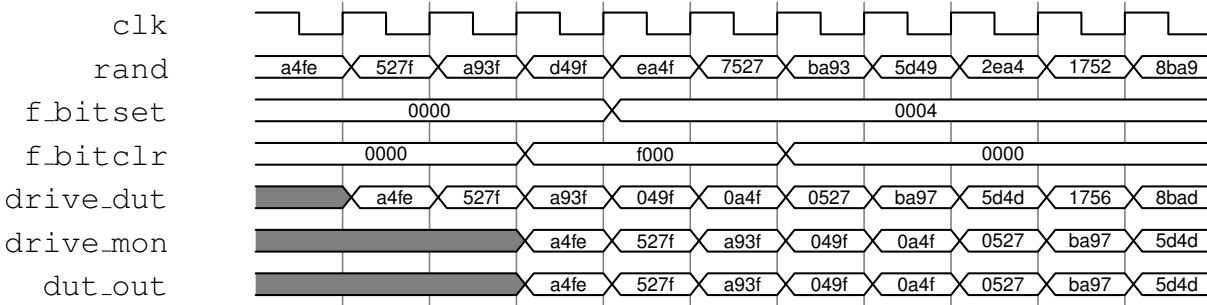 clk
rand a4fe 527f a93f d49f ea4f 7527 ba93 5d49 2ea4 1752 8ba9
f_bitset 0000 0004
f_bitclr 0000 f000 0000
drive_dut a4fe 527f a93f 049f 0a4f 0527 ba97 5d4d 1756 8bad
drive_mon a4fe 527f a93f 049f 0a4f 0527 ba97 5d4d
dut_out a4fe 527f a93f 049f 0a4f 0527 ba97 5d4d